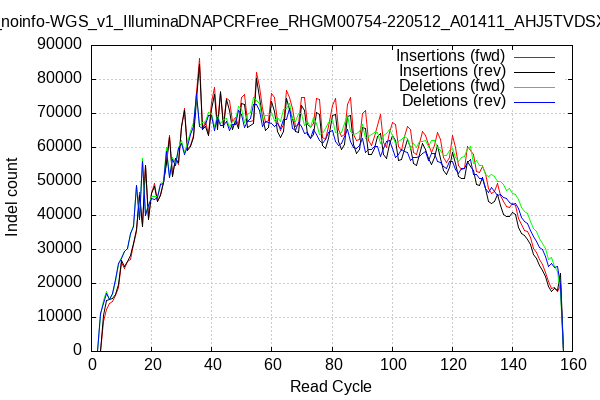 _noinfo-WGS_v1_IlluminaDNAPCRFree_RHGM00754-220512_A01411_AHJ5TVDSX
Insertions (fwd)
Insertions (rev)
Deletions (fwd)
Deletions (rev)
90000
80000
70000
60000
50000
40000
30000
20000
10000
0
Indel count
0 20 40 60 80 100 120 140 160
Read Cycle